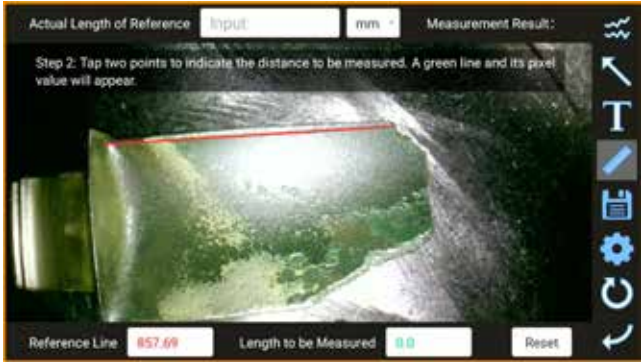 Actual Length of Reference Input: mm Measurement Result:
Step 2: Tap two points to indicate the distance to be measured. A green line and its pixel
value will appear.
T
Reference Line 857.69 Length to be Measured 0.0 Reset